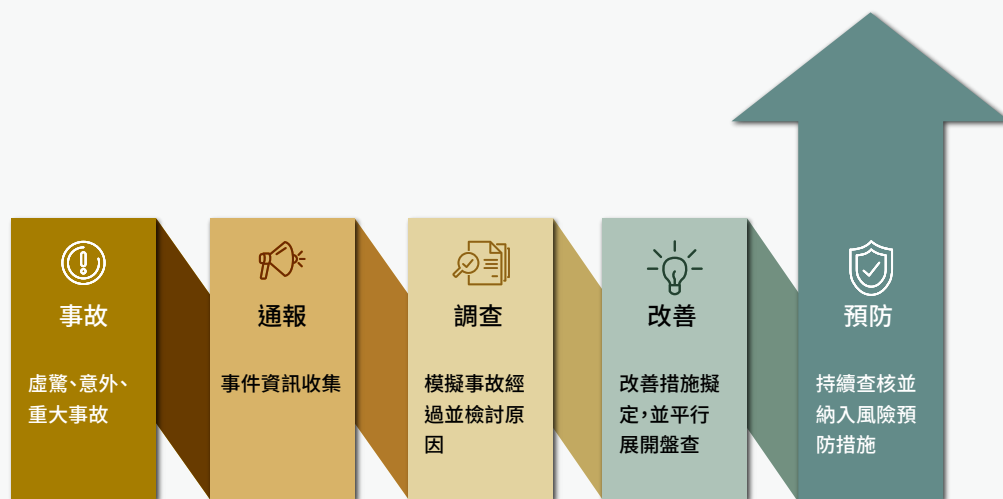 事故
虛驚、意外、
重大事故
通報
事件資訊收集
調查
模擬事故經
過並檢討原
因
改善
改善措施擬
定，並平行
展開盤查
預防
持續查核並
納入風險預
防措施